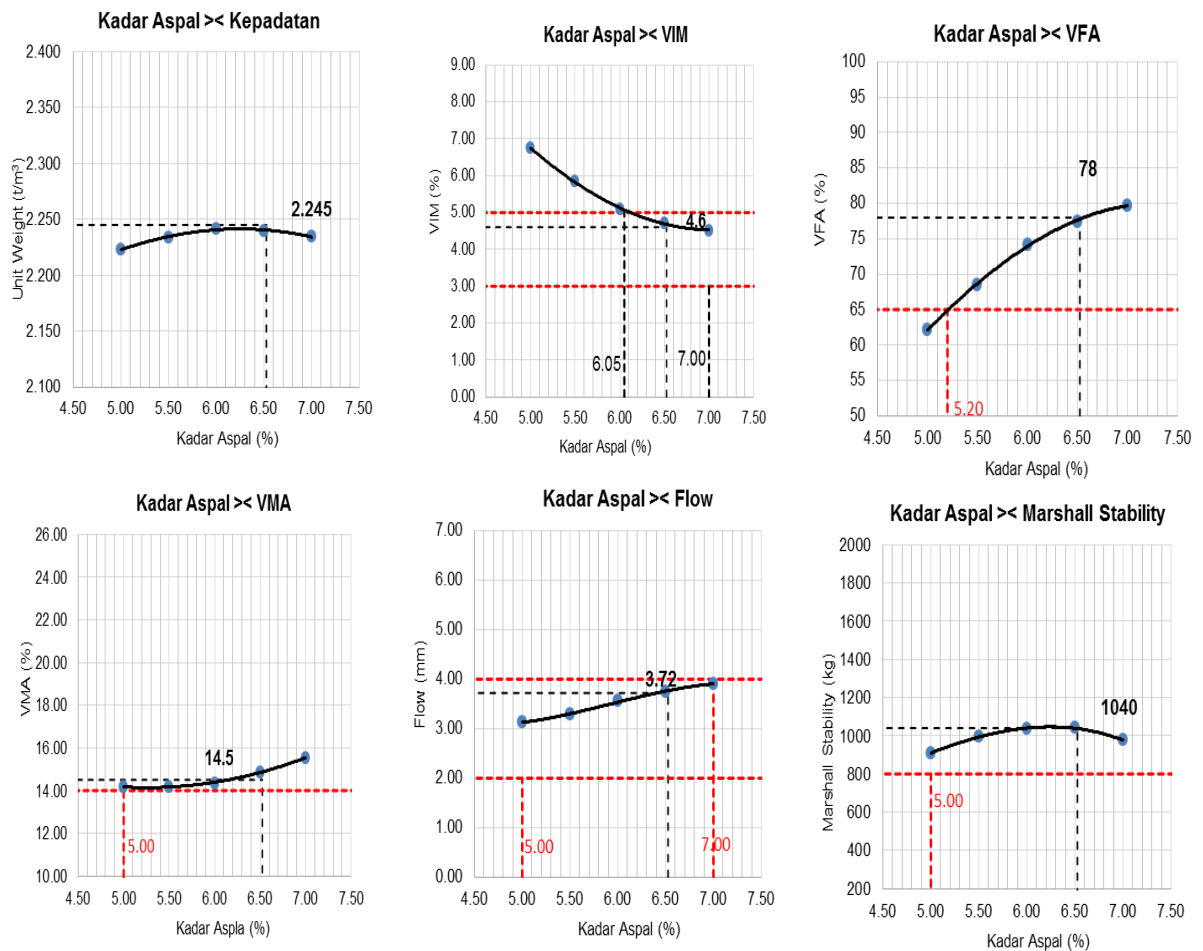 Kadar Aspal >< Kepadatan
2.400
2.350
2.300
2.250
2.200
2.150
2.100
Unit Weight (t/m³)
2.245
4.50 5.00 5.50 6.00 6.50 7.00 7.50
Kadar Aspal (%)
Kadar Aspal >< VIM
9.00
8.00
7.00
6.00
5.00
4.00
3.00
2.00
1.00
0.00
VIM (%)
4.6
6.05
7.00
4.50 5.00 5.50 6.00 6.50 7.00 7.50
Kadar Aspal (%)
Kadar Aspal >< VFA
100
95
90
85
80
75
70
65
60
55
50
VFA (%)
78
5.20
4.50 5.00 5.50 6.00 6.50 7.00 7.50
Kadar Aspal (%)
Kadar Aspal >< VMA
26.00
24.00
22.00
20.00
18.00
16.00
14.00
12.00
10.00
VMA (%)
14.5
5.00
4.50 5.00 5.50 6.00 6.50 7.00 7.50
Kadar Aspla (%)
Kadar Aspal >< Flow
7.00
6.00
5.00
4.00
3.00
2.00
1.00
0.00
Flow (mm)
3.72
5.00
7.00
4.50 5.00 5.50 6.00 6.50 7.00 7.50
Kadar Aspal (%)
Kadar Aspal >< Marshall Stability
2000
1800
1600
1400
1200
1000
800
600
400
200
Marshall Stability (kg)
1040
5.00
4.50 5.00 5.50 6.00 6.50 7.00 7.50
Kadar Aspal (%)